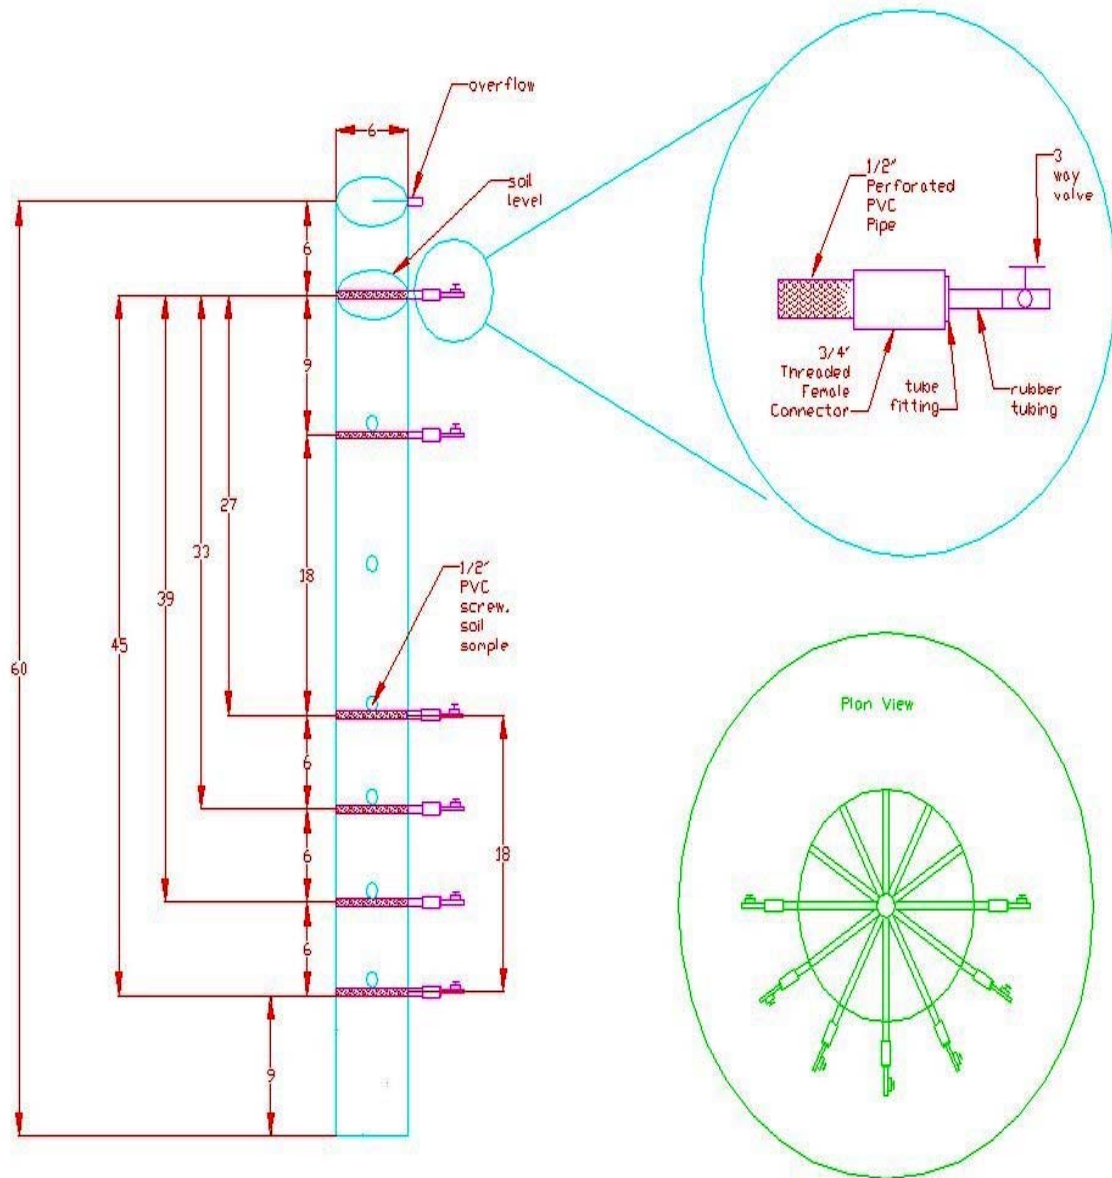 overflow
6
soil
level
6
9
27
18
33
39
45
60
1/2"
PVC
screw.
soil
sample
6
6
6
18
9
1/2"
Perforated
PVC
Pipe
3
way
valve
3/4"
Threaded
Female
Connector
tube
fitting
rubber
tubing
Plan View